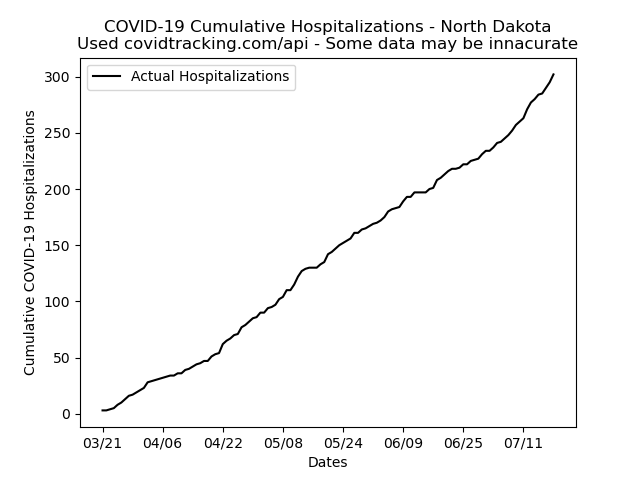 COVID-19 Cumulative Hospitalizations - North Dakota
Used covidtracking.com/api - Some data may be innacurate
Actual Hospitalizations
Cumulative COVID-19 Hospitalizations
300
250
200
150
100
50
0
03/21 04/06 04/22 05/08 05/24 06/09 06/25 07/11
Dates